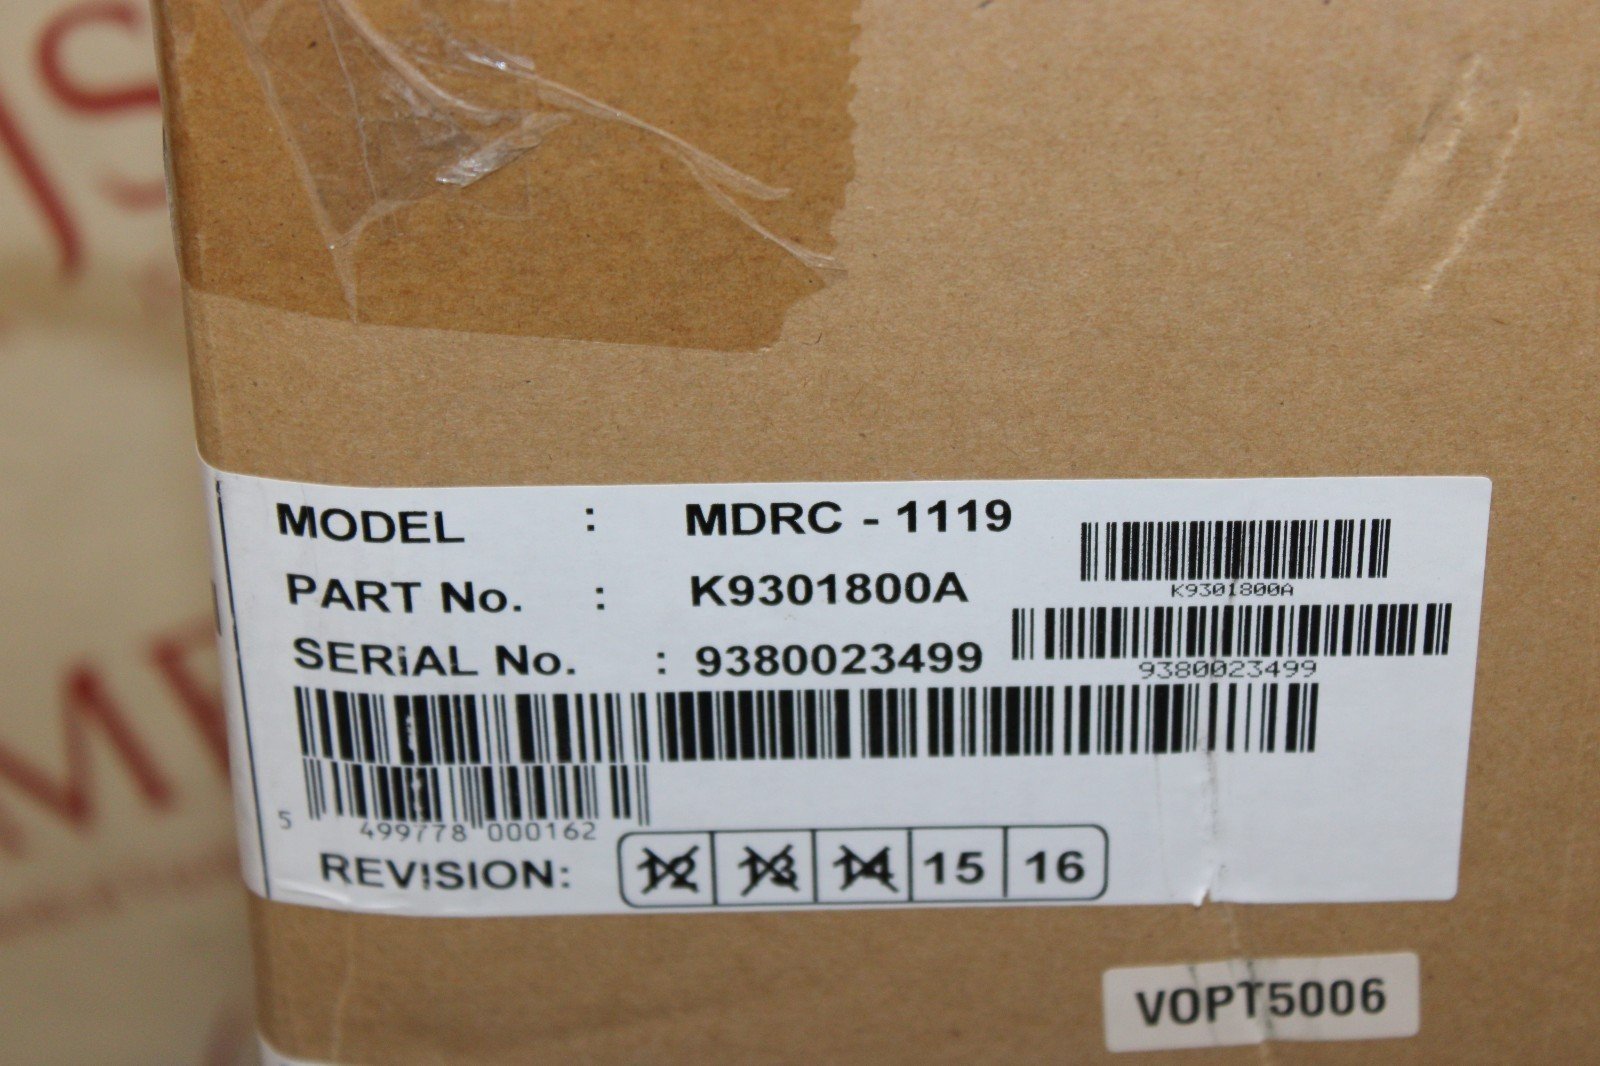 MODEL : MDRC - 1119
K9301800A
PART No. : K9301800A
SERIAL No. : 9380023499
9380023499
5 499778 000162
REVISION: 12 13 14 15 16
VOPT5006